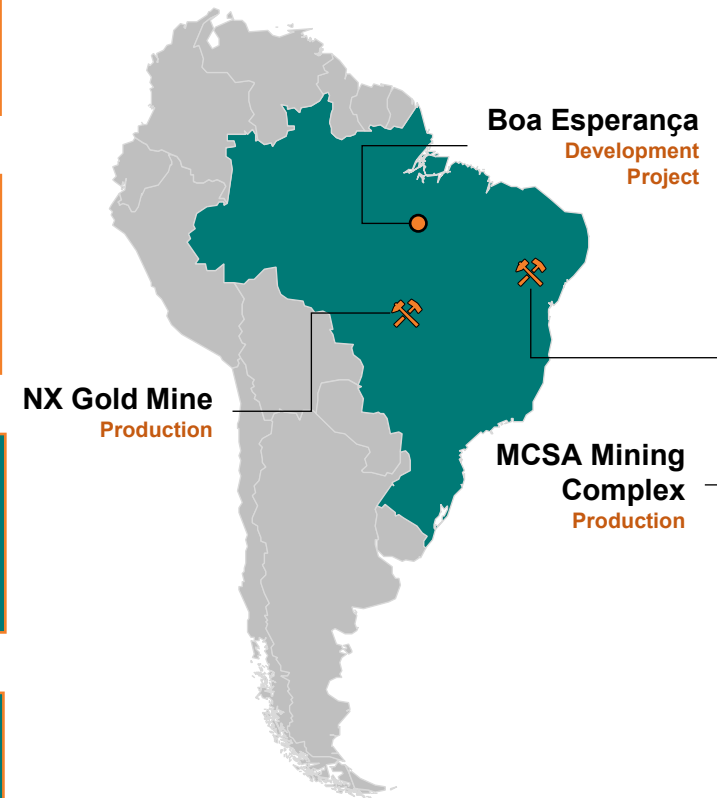 Boa Esperança
Development
Project
NX Gold Mine
Production
MCSA Mining
Complex
Production